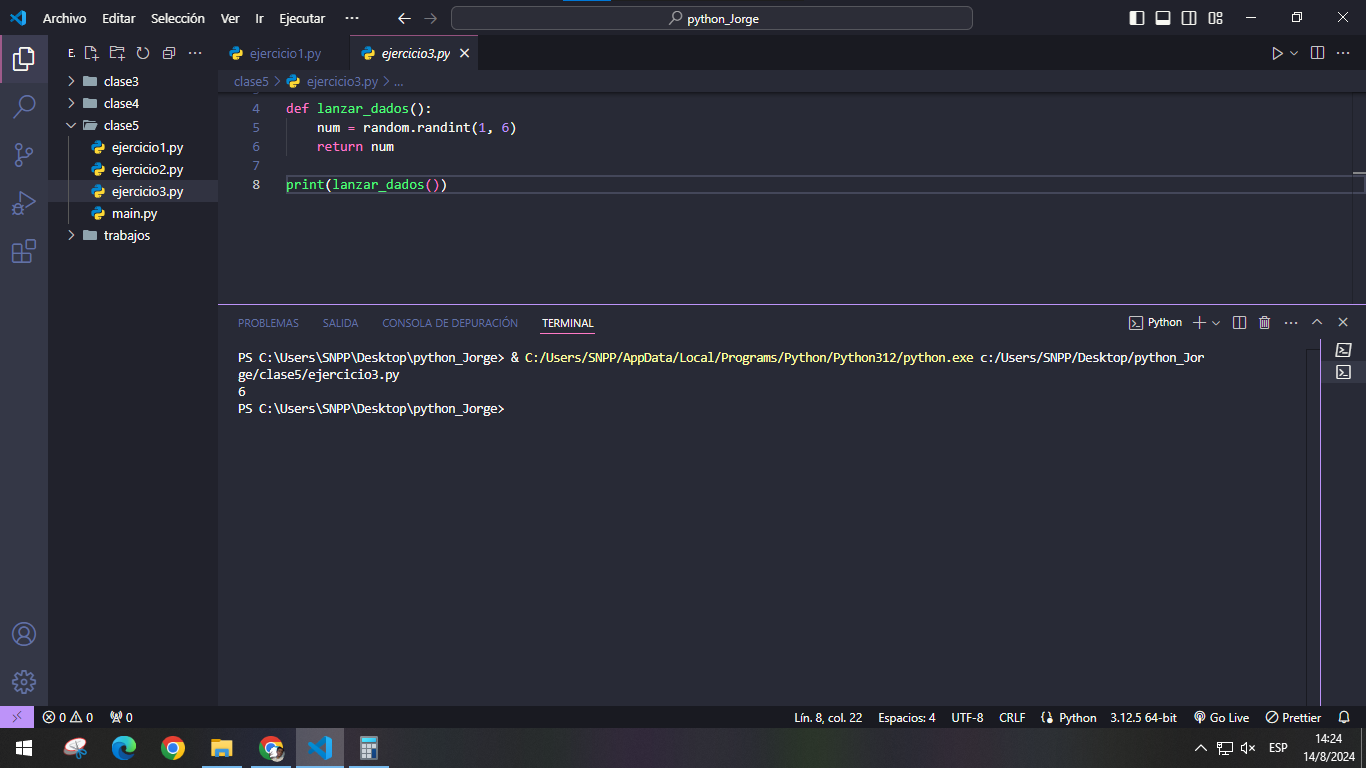 Archivo Editar Selección Ver Ir Ejecutar ··· python_Jorge
E. ···
ejercicio1.py ejercicio3.py
clase5 > ejercicio3.py > ...
clase3
clase4
clase5
ejercicio1.py
ejercicio2.py
ejercicio3.py
main.py
trabajos
4 def lanzar_dados():
5 num = random.randint(1, 6)
6 return num
7
8 print(lanzar_dados())
PROBLEMAS SALIDA CONSOLA DE DEPURACIÓN TERMINAL Python
PS C:\Users\SNPP\Desktop\python_Jorge> & C:/Users/SNPP/AppData/Local/Programs/Python/Python312/python.exe c:/Users/SNPP/Desktop/python_Jor
ge/clase5/ejercicio3.py
6
PS C:\Users\SNPP\Desktop\python_Jorge>
0 0 0 Lín. 8, col. 22 Espacios: 4 UTF-8 CRLF Python 3.12.5 64-bit Go Live Prettier
ESP 14:24
14/8/2024